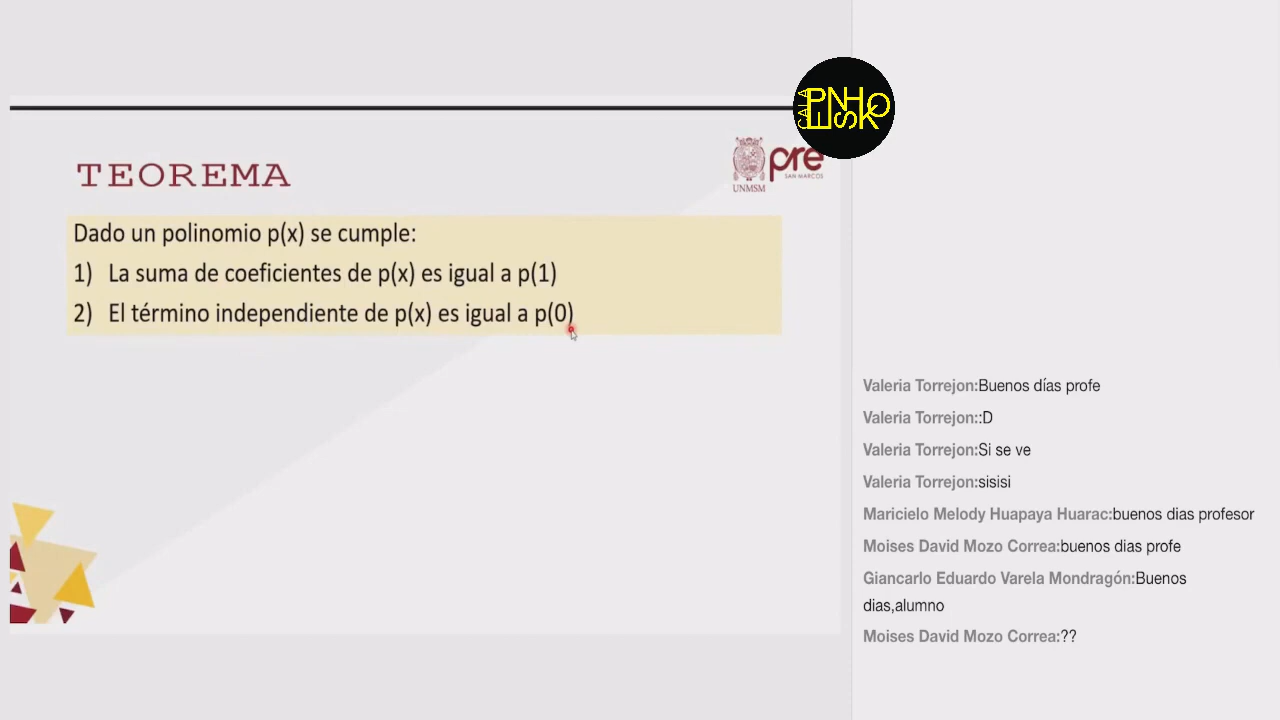 CALA
PENHO
ESK
TEOREMA
pre
SAN MARCOS
UNMSM
Dado un polinomio p(x) se cumple:
1) La suma de coeficientes de p(x) es igual a p(1)
2) El término independiente de p(x) es igual a p(0)
Valeria Torrejon:Buenos días profe
Valeria Torrejon::D
Valeria Torrejon:Si se ve
Valeria Torrejon:sisisi
Maricielo Melody Huapaya Huarac:buenos dias profesor
Moises David Mozo Correa:buenos dias profe
Giancarlo Eduardo Varela Mondragón:Buenos
dias,alumno
Moises David Mozo Correa:??